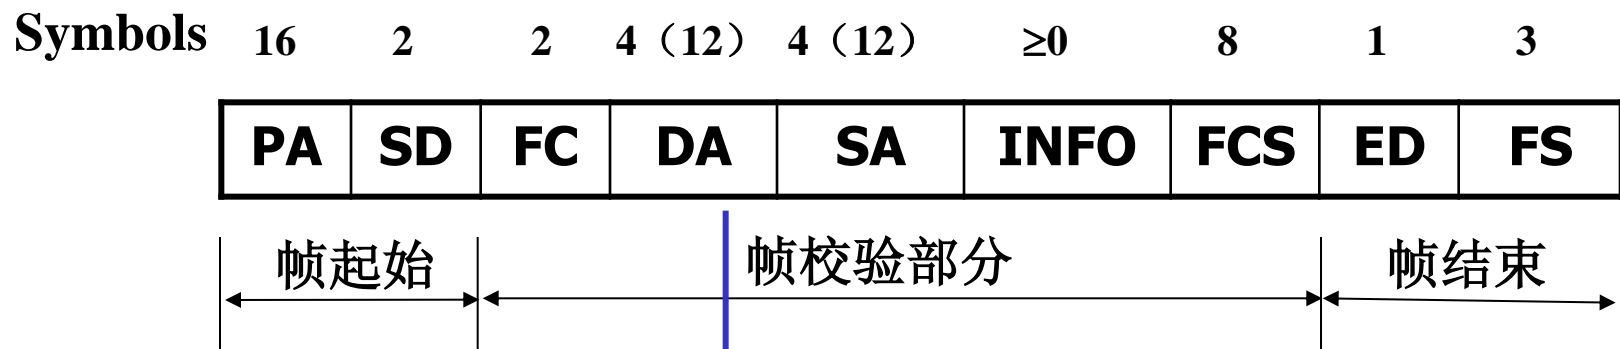 Symbols 16 2 2 4（12） 4（12） ≥0 8 1 3
PA SD FC DA SA INFO FCS ED FS
帧起始 帧校验部分 帧结束